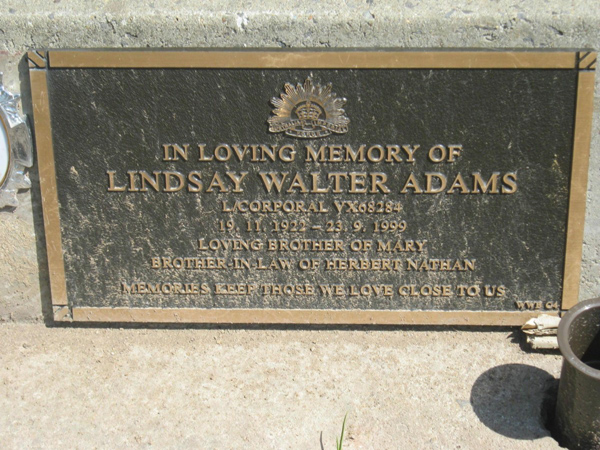 IN LOVING MEMORY OF
LINDSAY WALTER ADAMS
L/CORPORAL VX68284
19. 11. 1922 – 23. 9. 1999
LOVING BROTHER OF MARY
BROTHER-IN-LAW OF HERBERT NATHAN
MEMORIES KEEP THOSE WE LOVE CLOSE TO US